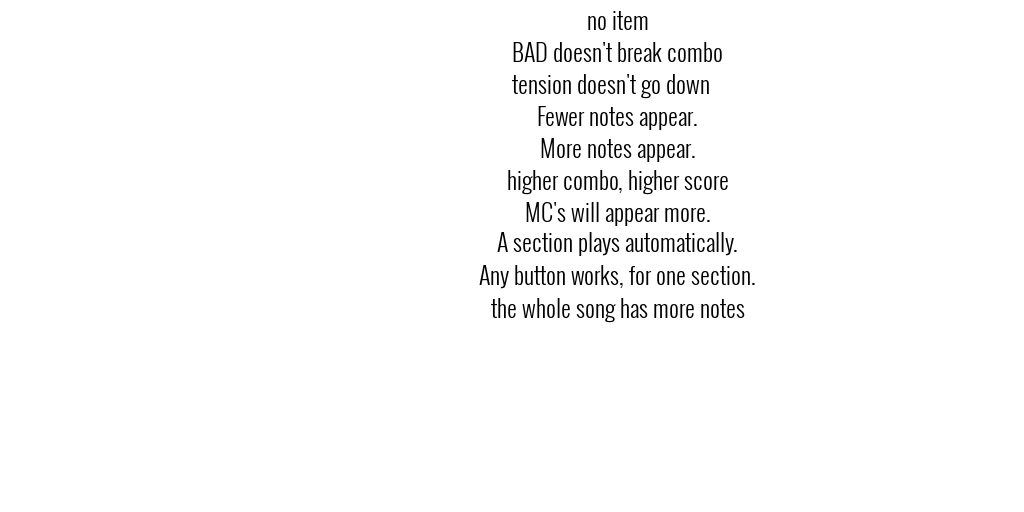 no item
BAD doesn't break combo
tension doesn't go down
Fewer notes appear.
More notes appear.
higher combo, higher score
MC's will appear more.
A section plays automatically.
Any button works, for one section.
the whole song has more notes